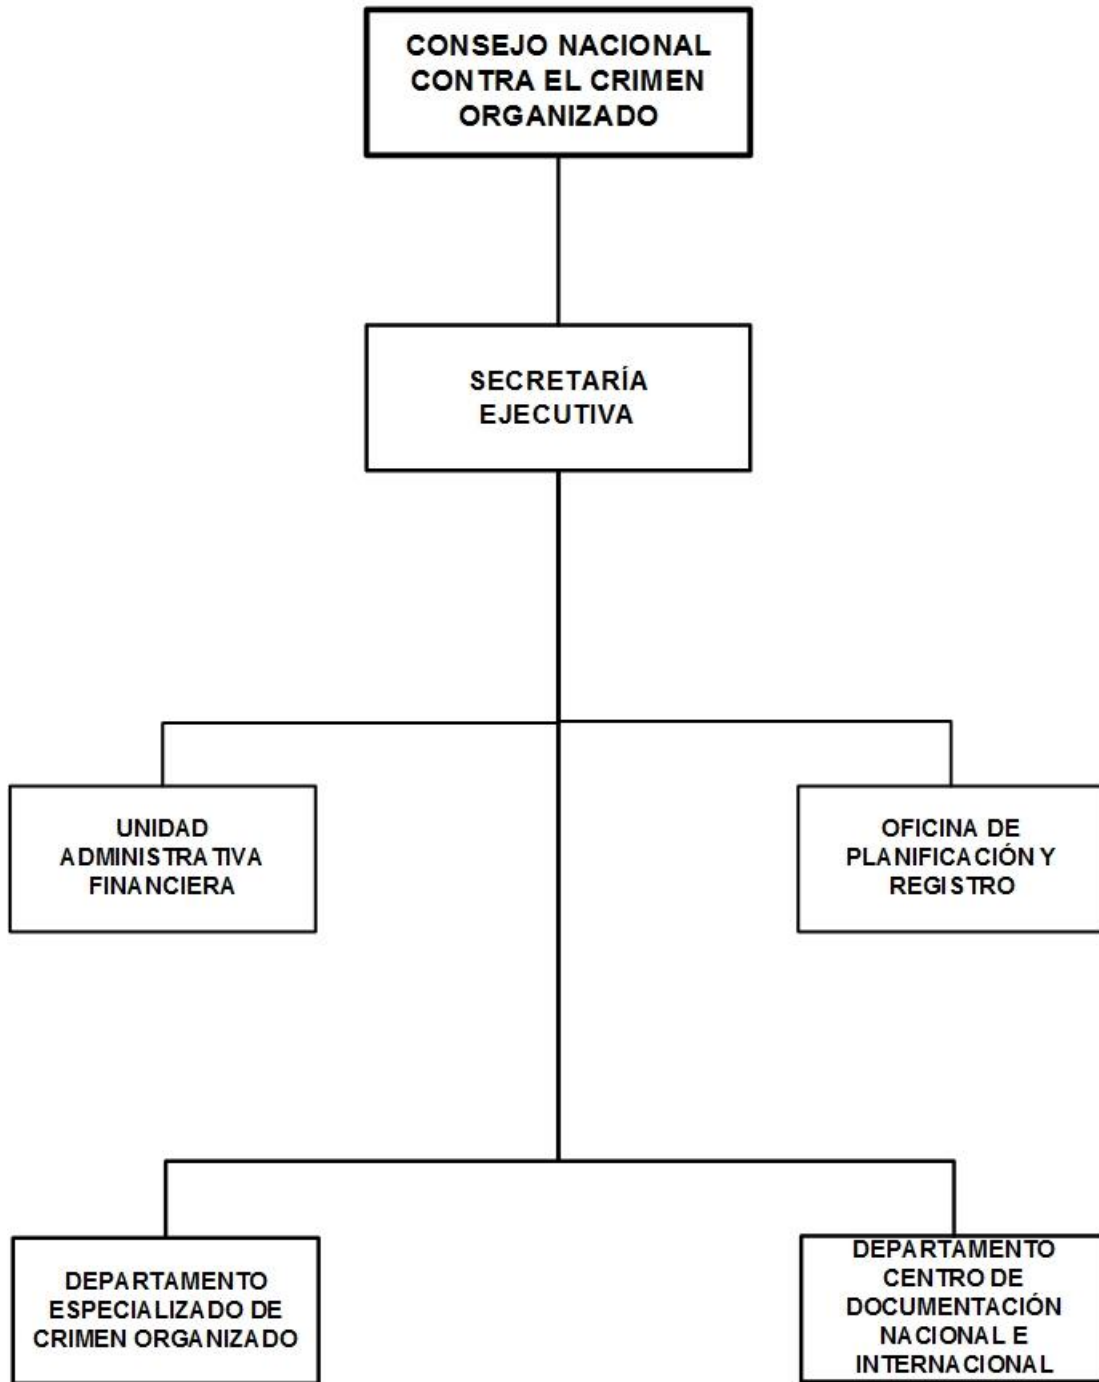 CONSEJO NACIONAL
CONTRA EL CRIMEN
ORGANIZADO
SECRETARÍA
EJECUTIVA
UNIDAD
ADMINISTRATIVA
FINANCIERA
OFICINA DE
PLANIFICACIÓN Y
REGISTRO
DEPARTAMENTO
ESPECIALIZADO DE
CRIMEN ORGANIZADO
DEPARTAMENTO
CENTRO DE
DOCUMENTACIÓN
NACIONAL E
INTERNACIONAL